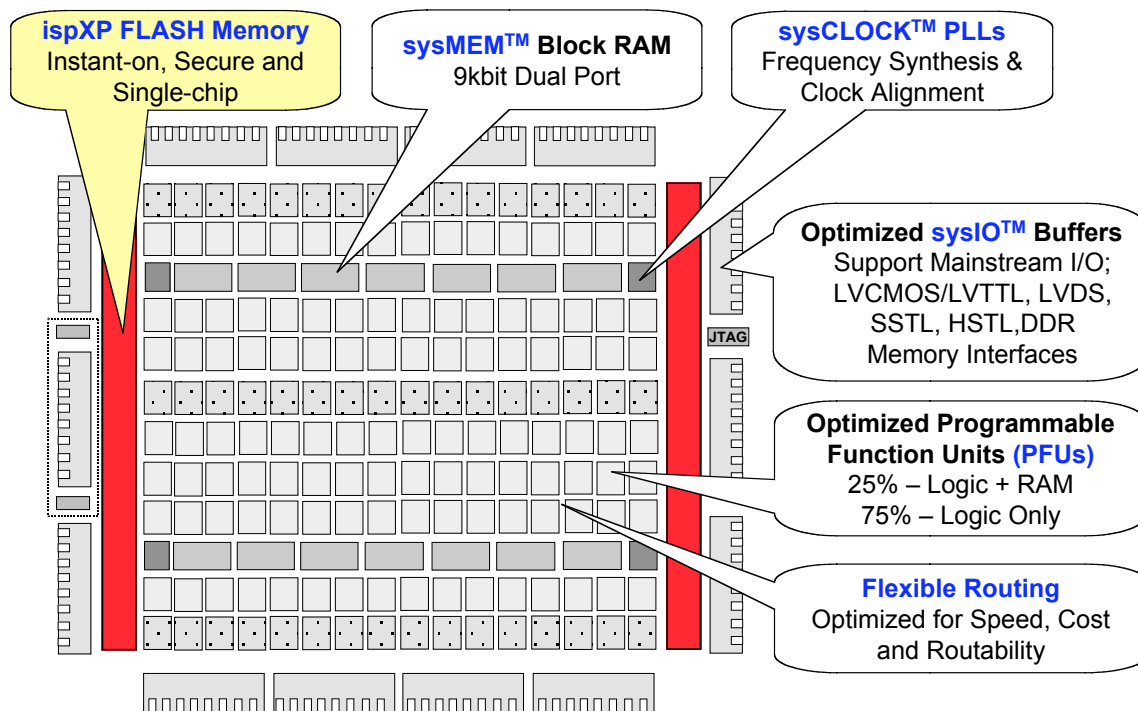 ispXP FLASH Memory
Instant-on, Secure and
Single-chip
sysMEM™ Block RAM
9kbit Dual Port
sysCLOCK™ PLLs
Frequency Synthesis &
Clock Alignment
Optimized sysIO™ Buffers
Support Mainstream I/O;
LVCMOS/LVTTL, LVDS,
SSTL, HSTL,DDR
Memory Interfaces
JTAG
Optimized Programmable
Function Units (PFUs)
25% – Logic + RAM
75% – Logic Only
Flexible Routing
Optimized for Speed, Cost
and Routability